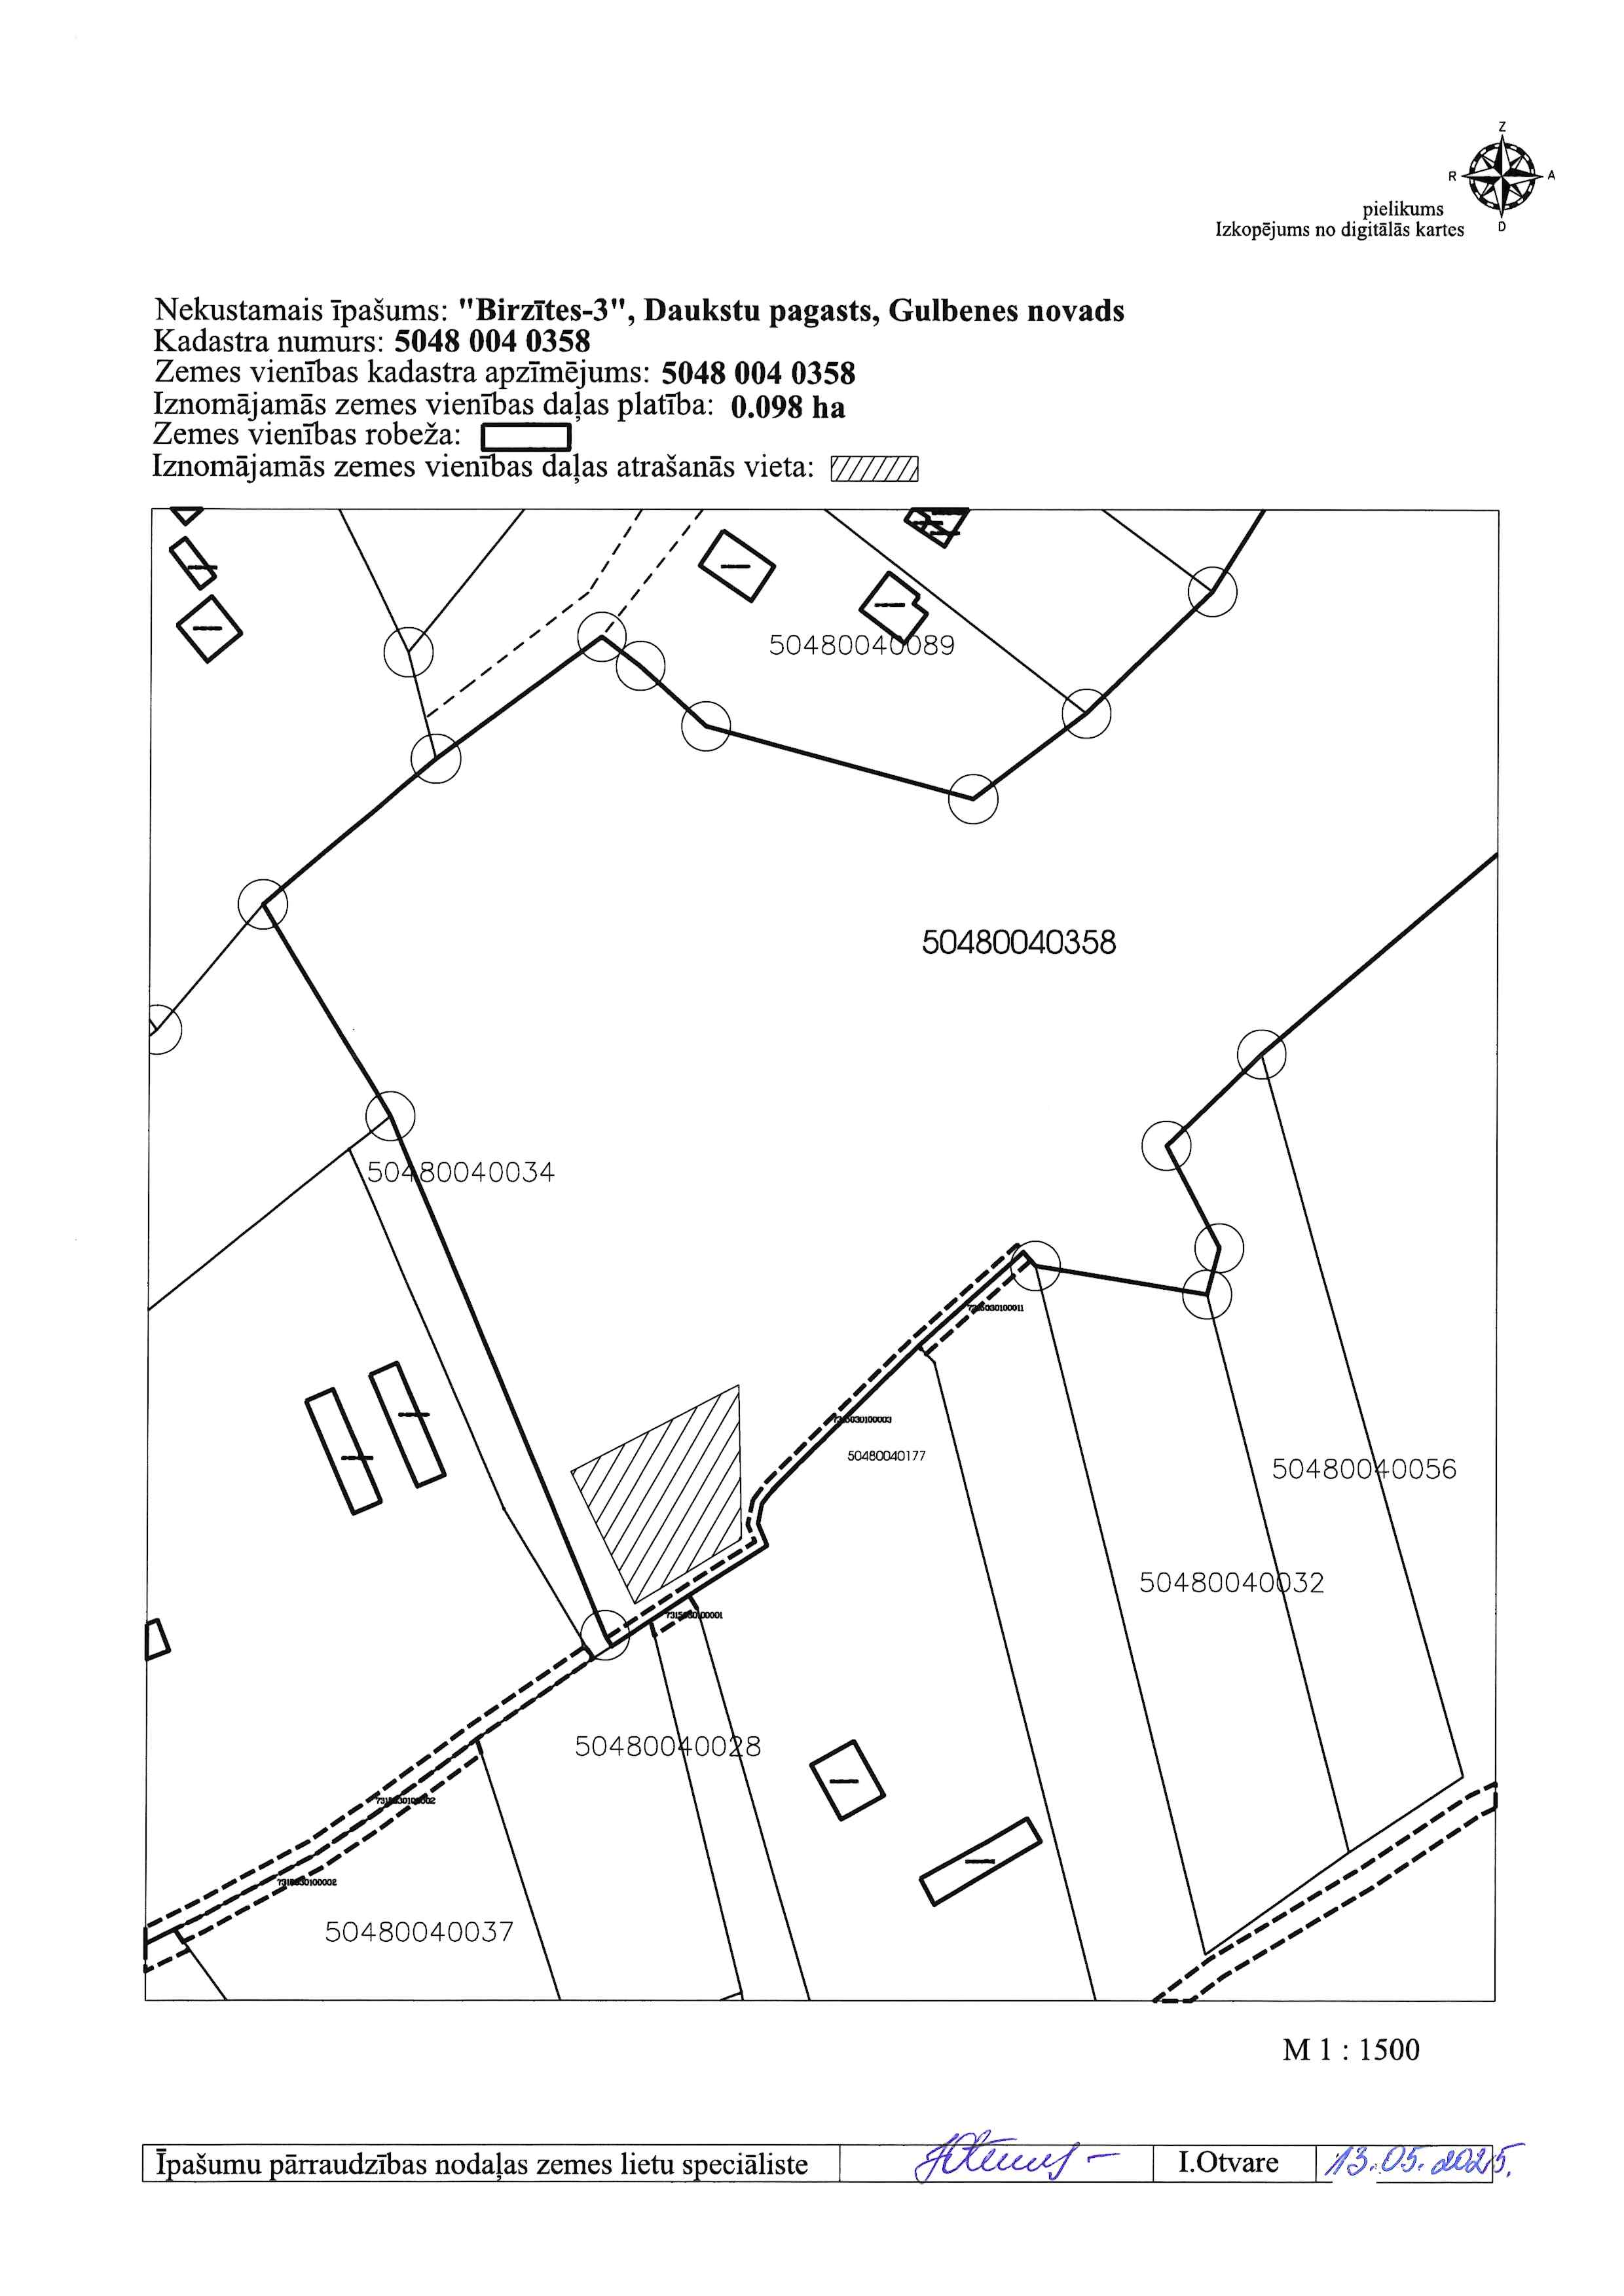 Z
R A
D
pielikums
Izkopējums no digitālās kartes
Nekustamais īpašums: "Birzītes-3", Daukstu pagasts, Gulbenes novads
Kadastra numurs: 5048 004 0358
Zemes vienības kadastra apzīmējums: 5048 004 0358
Iznomājamās zemes vienības daļas platība: 0.098 ha
Zemes vienības robeža:
Iznomājamās zemes vienības daļas atrašanās vieta:
50480040089
50480040358
50480040034
50480040177
50480040056
50480040032
50480040028
50480040037
M 1 : 1500
Īpašumu pārraudzības nodaļas zemes lietu speciāliste I.Otvare 13.05.2025.